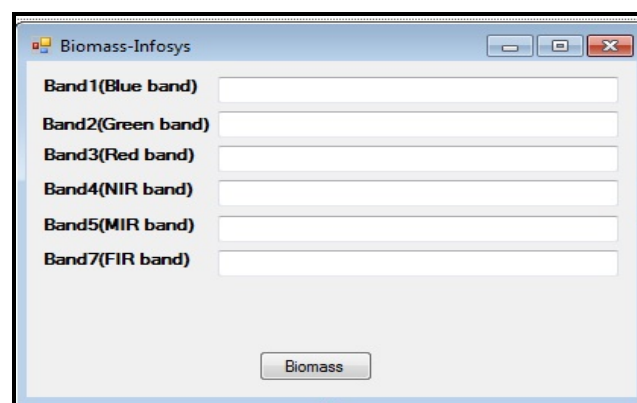 Biomass-Infosys
Band1(Blue band)
Band2(Green band)
Band3(Red band)
Band4(NIR band)
Band5(MIR band)
Band7(FIR band)
Biomass